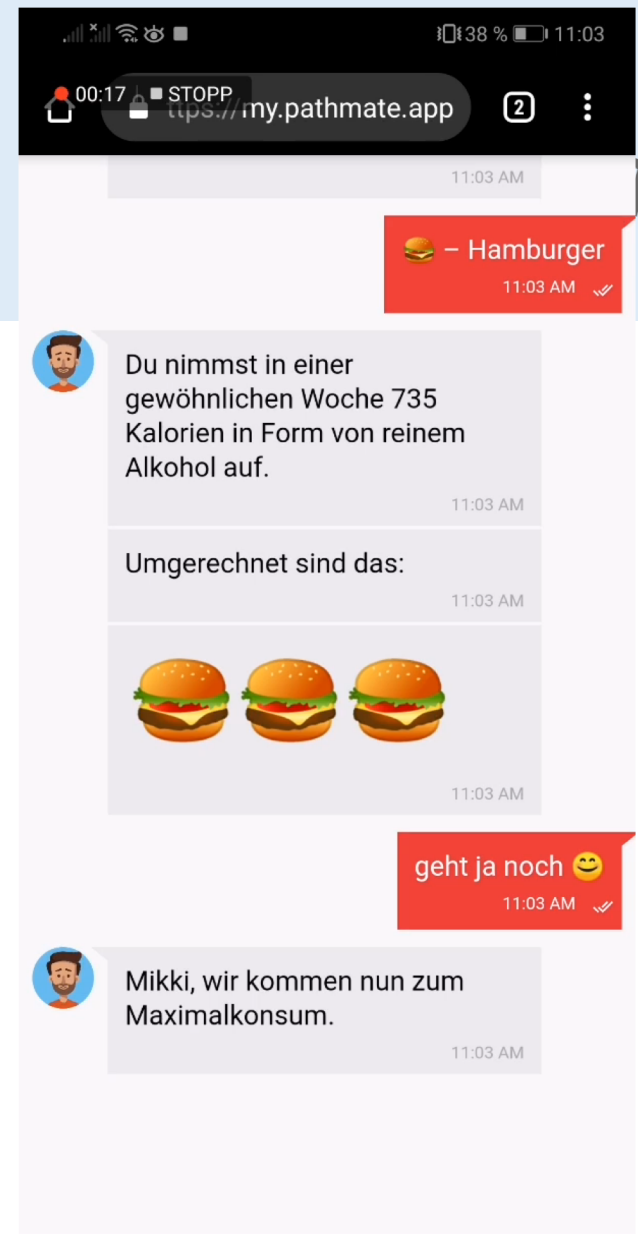 38 % 11:03
00:17 STOPP
ttps://my.pathmate.app
2
11:03 AM
🍔 – Hamburger
11:03 AM
Du nimmst in einer
gewöhnlichen Woche 735
Kalorien in Form von reinem
Alkohol auf.
11:03 AM
Umgerechnet sind das:
11:03 AM
🍔🍔🍔
11:03 AM
geht ja noch 😊
11:03 AM
Mikki, wir kommen nun zum
Maximalkonsum.
11:03 AM